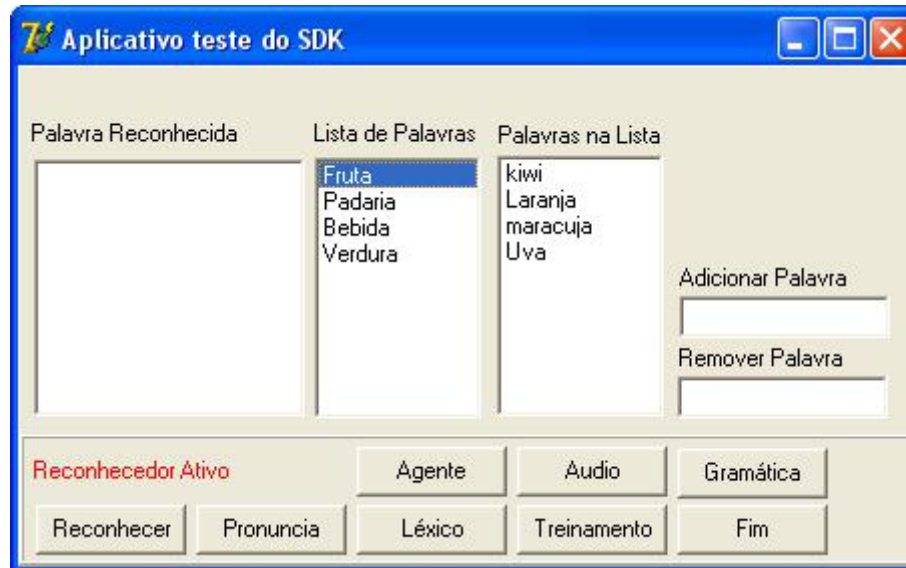 Aplicativo teste do SDK
Palavra Reconhecida
Lista de Palavras
Palavras na Lista
Fruta
Padaria
Bebida
Verdura
kiwi
Laranja
maracuja
Uva
Adicionar Palavra
Remover Palavra
Reconhecedor Ativo
Agente
Audio
Gramática
Reconhecer
Pronuncia
Léxico
Treinamento
Fim